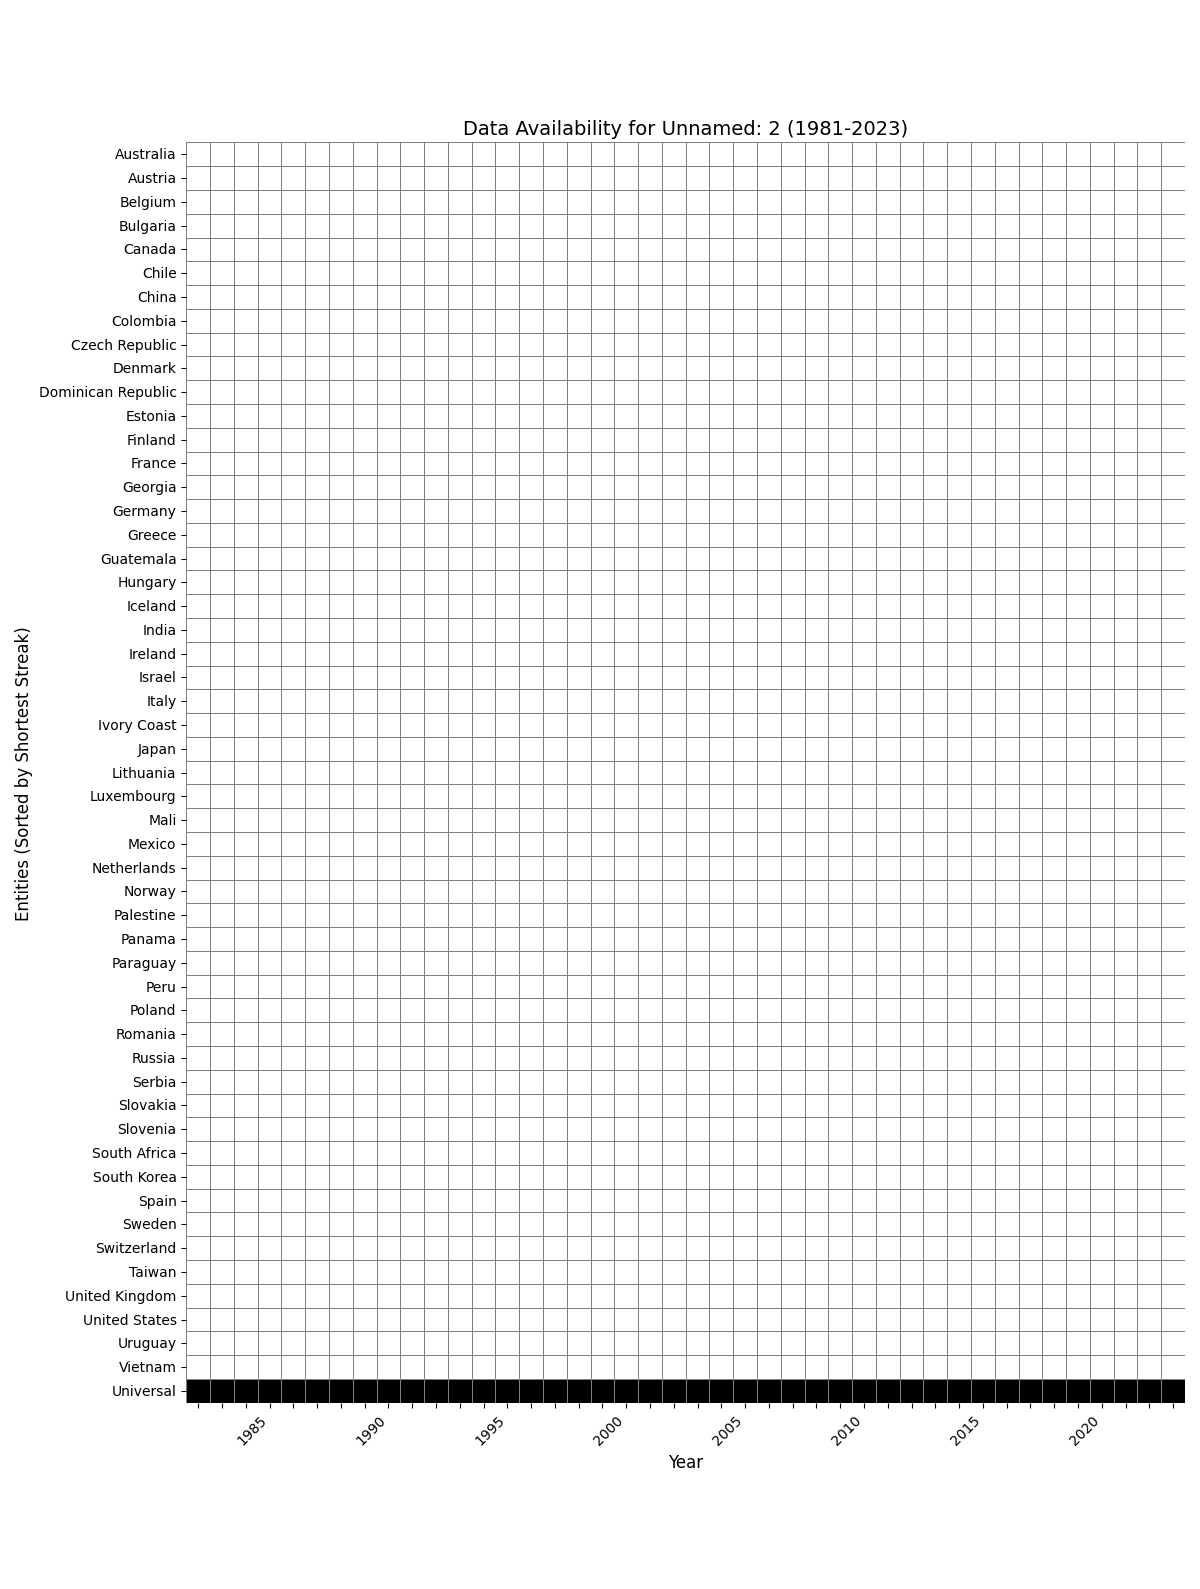 Data Availability for Unnamed: 2 (1981-2023)
Australia
Austria
Belgium
Bulgaria
Canada
Chile
China
Colombia
Czech Republic
Denmark
Dominican Republic
Estonia
Finland
France
Georgia
Germany
Greece
Guatemala
Hungary
Iceland
India
Ireland
Israel
Italy
Ivory Coast
Japan
Lithuania
Luxembourg
Mali
Mexico
Netherlands
Norway
Palestine
Panama
Paraguay
Peru
Poland
Romania
Russia
Serbia
Slovakia
Slovenia
South Africa
South Korea
Spain
Sweden
Switzerland
Taiwan
United Kingdom
United States
Uruguay
Vietnam
Universal
Entities (Sorted by Shortest Streak)
1985 1990 1995 2000 2005 2010 2015 2020
Year